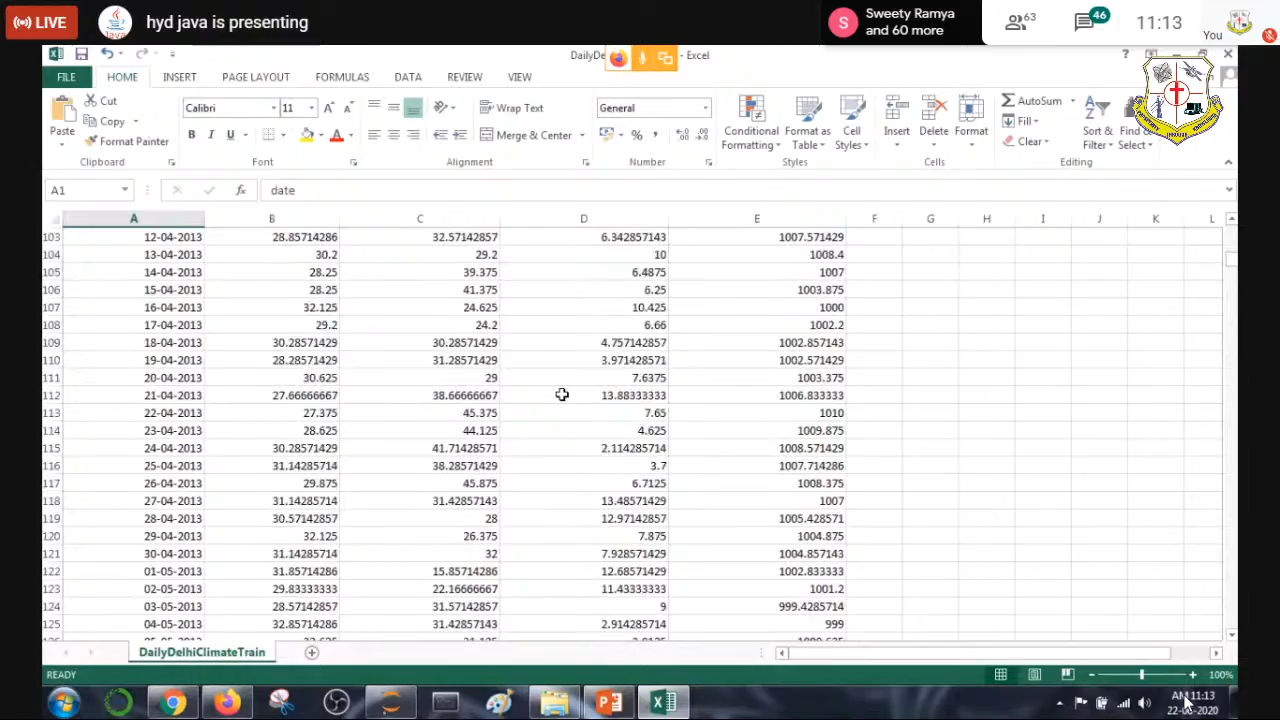 LIVE
hyd java is presenting
S Sweety Ramya and 60 more
63
46
11:13
You
DailyDe - Excel
FILE HOME INSERT PAGE LAYOUT FORMULAS DATA REVIEW VIEW
Paste
Cut
Copy
Format Painter
Calibri 11
B I U
Wrap Text
Merge & Center
General
Conditional Formatting
Format as Table
Cell Styles
Insert
Delete
Format
AutoSum
Fill
Clear
Sort & Filter
Find & Select
Clipboard Font Alignment Number Styles Cells Editing
A1 fx date
A B C D E F G H I J K L
103 12-04-2013 28.85714286 32.57142857 6.342857143 1007.571429
104 13-04-2013 30.2 29.2 10 1008.4
105 14-04-2013 28.25 39.375 6.4875 1007
106 15-04-2013 28.25 41.375 6.25 1003.875
107 16-04-2013 32.125 24.625 10.425 1000
108 17-04-2013 29.2 24.2 6.66 1002.2
109 18-04-2013 30.28571429 30.28571429 4.757142857 1002.857143
110 19-04-2013 28.28571429 31.28571429 3.971428571 1002.571429
111 20-04-2013 30.625 29 7.6375 1003.375
112 21-04-2013 27.66666667 38.66666667 13.88333333 1006.833333
113 22-04-2013 27.375 45.375 7.65 1010
114 23-04-2013 28.625 44.125 4.625 1009.875
115 24-04-2013 30.28571429 41.71428571 2.114285714 1008.571429
116 25-04-2013 31.14285714 38.28571429 3.7 1007.714286
117 26-04-2013 29.875 45.875 6.7125 1008.375
118 27-04-2013 31.14285714 31.42857143 13.48571429 1007
119 28-04-2013 30.57142857 28 12.97142857 1005.428571
120 29-04-2013 32.125 26.375 7.875 1004.875
121 30-04-2013 31.14285714 32 7.928571429 1004.857143
122 01-05-2013 31.85714286 15.85714286 12.68571429 1002.833333
123 02-05-2013 29.83333333 22.16666667 11.43333333 1001.2
124 03-05-2013 28.57142857 31.57142857 9 999.4285714
125 04-05-2013 32.85714286 31.42857143 2.914285714 999
DailyDelhiClimateTrain
READY
100%
AM 11:13
22-06-2020